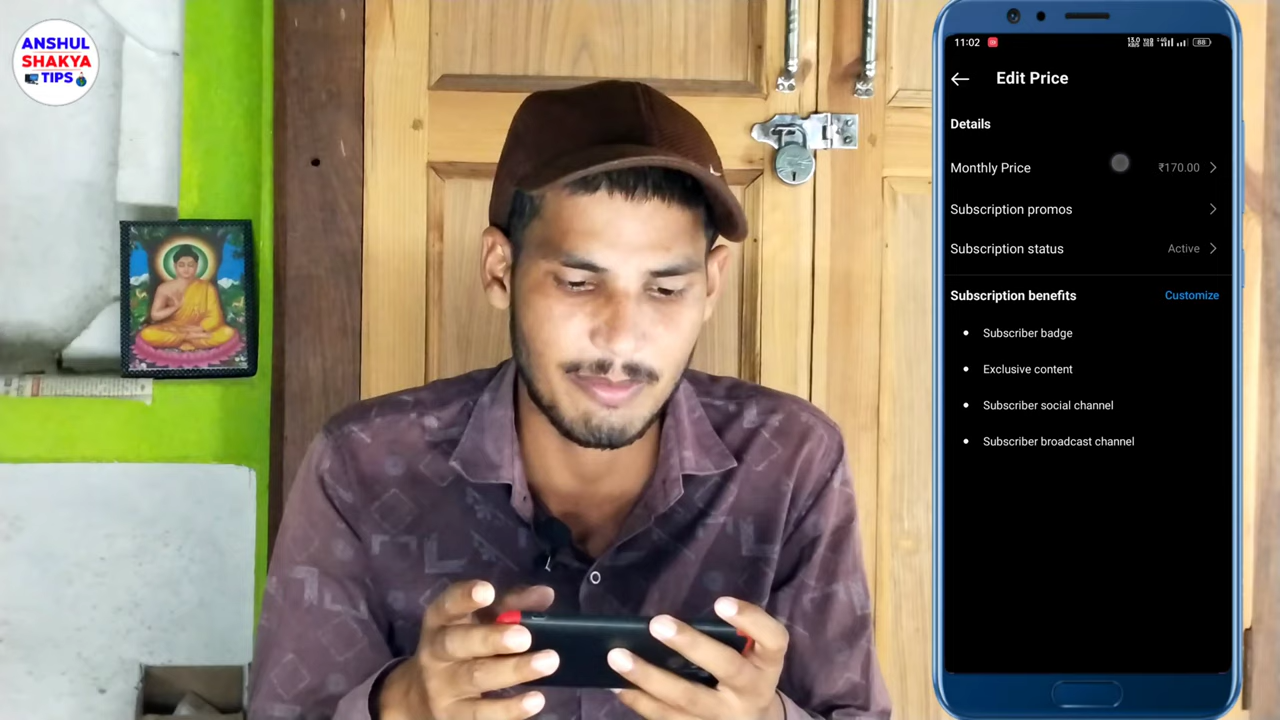 ANSHUL
SHAKYA
TIPS
11:02
88
Edit Price
Details
Monthly Price ₹170.00
Subscription promos
Subscription status Active
Subscription benefits Customize
• Subscriber badge
• Exclusive content
• Subscriber social channel
• Subscriber broadcast channel